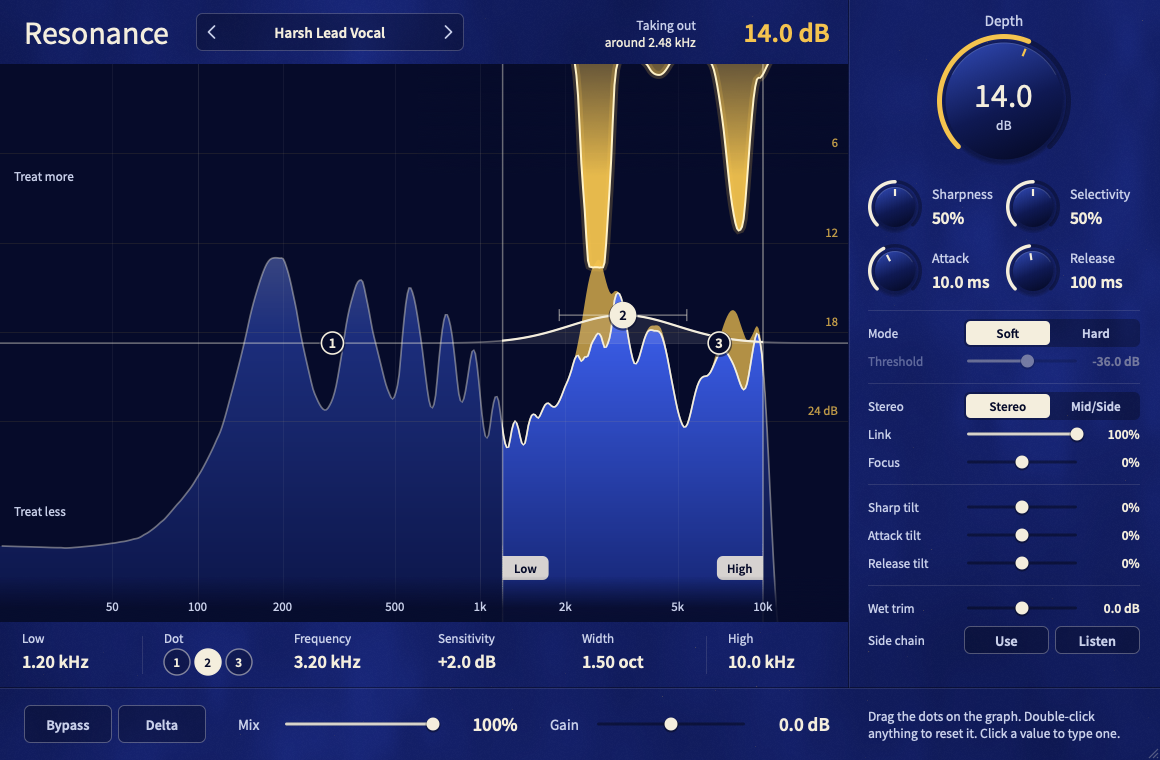 Resonance
Harsh Lead Vocal
Taking out
around 2.48 kHz
14.0 dB
Depth
14.0
dB
Sharpness
50%
Selectivity
50%
Attack
10.0 ms
Release
100 ms
Mode
Soft
Hard
Threshold
-36.0 dB
Stereo
Stereo
Mid/Side
Link
100%
Focus
0%
Sharp tilt
0%
Attack tilt
0%
Release tilt
0%
Wet trim
0.0 dB
Side chain
Use
Listen
6
Treat more
12
18
1
2
3
24 dB
Treat less
Low
High
50
100
200
500
1k
2k
5k
10k
Low
1.20 kHz
Dot
1
2
3
Frequency
3.20 kHz
Sensitivity
+2.0 dB
Width
1.50 oct
High
10.0 kHz
Bypass
Delta
Mix
100%
Gain
0.0 dB
Drag the dots on the graph. Double-click
anything to reset it. Click a value to type one.